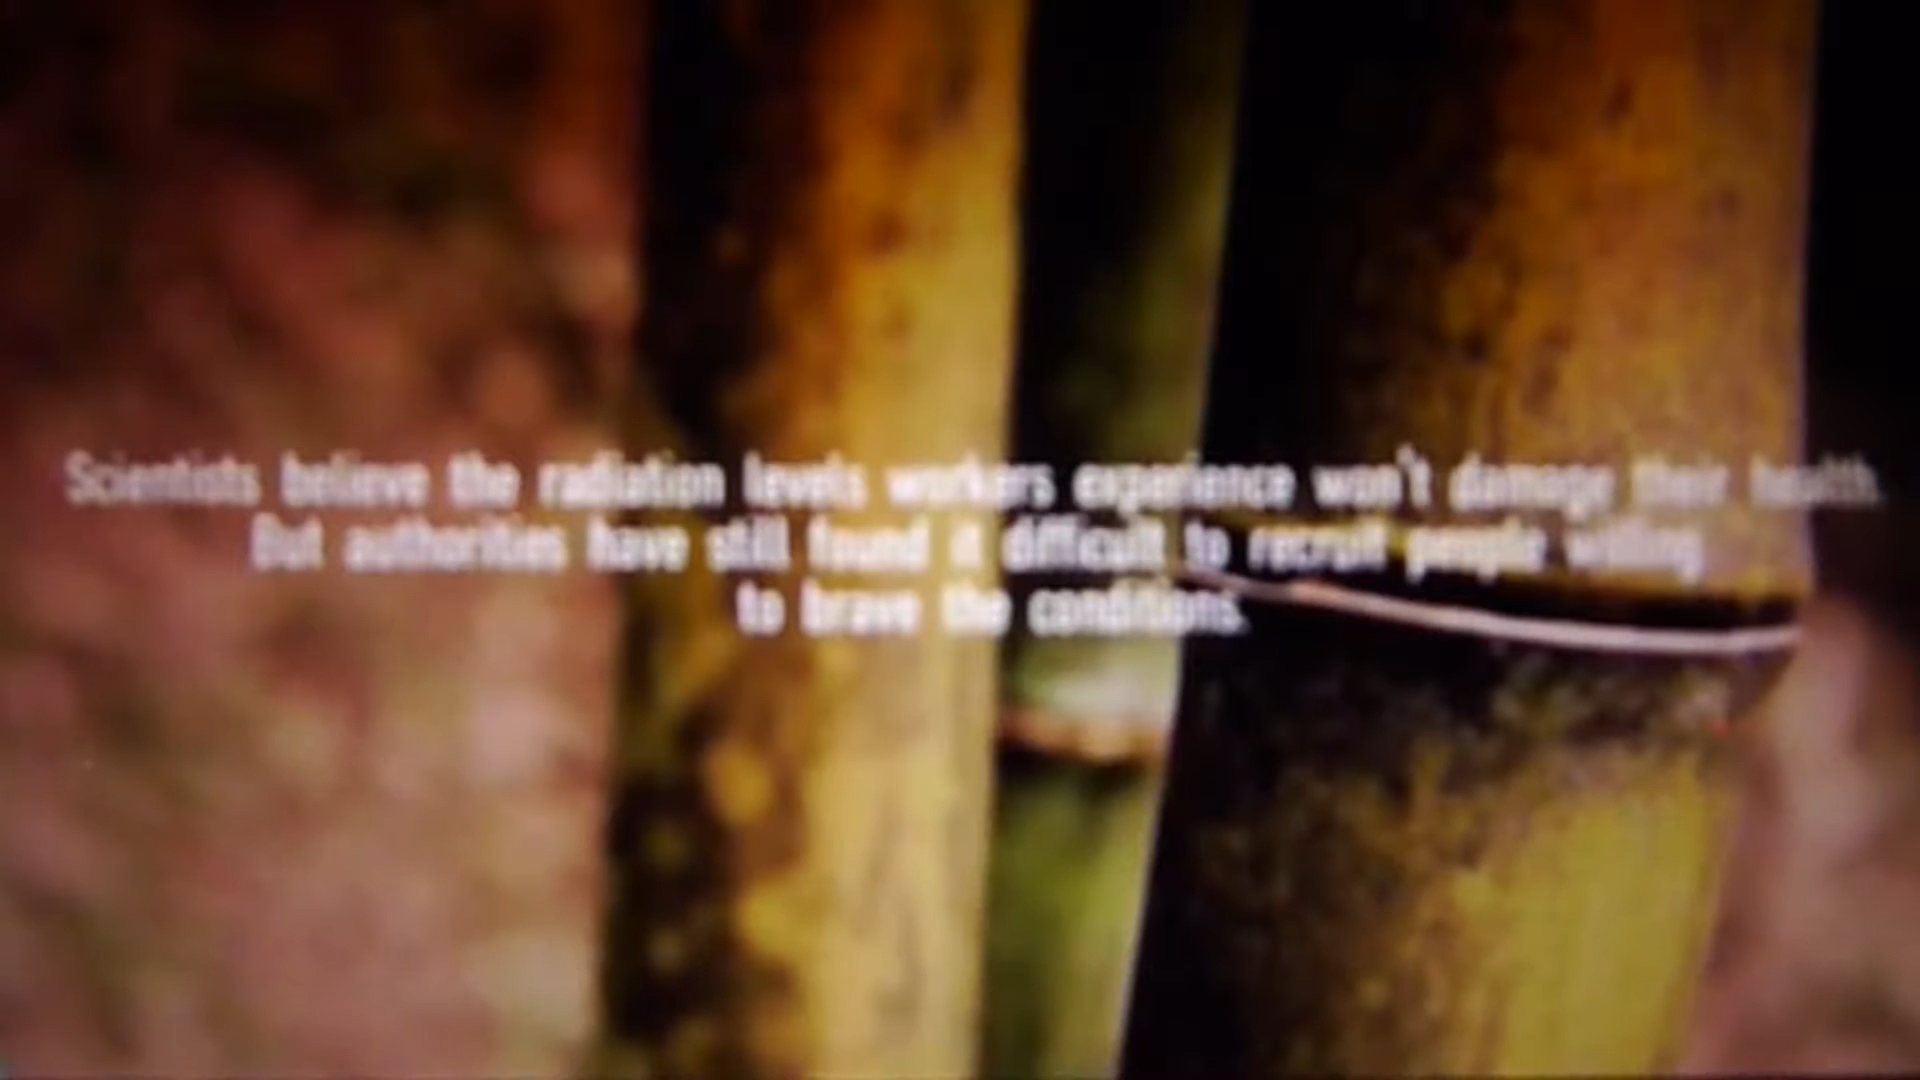 Scientists believe the radiation levels workers experience won't damage their health.
But authorities have still found it difficult to recruit people willing
to brave the conditions.